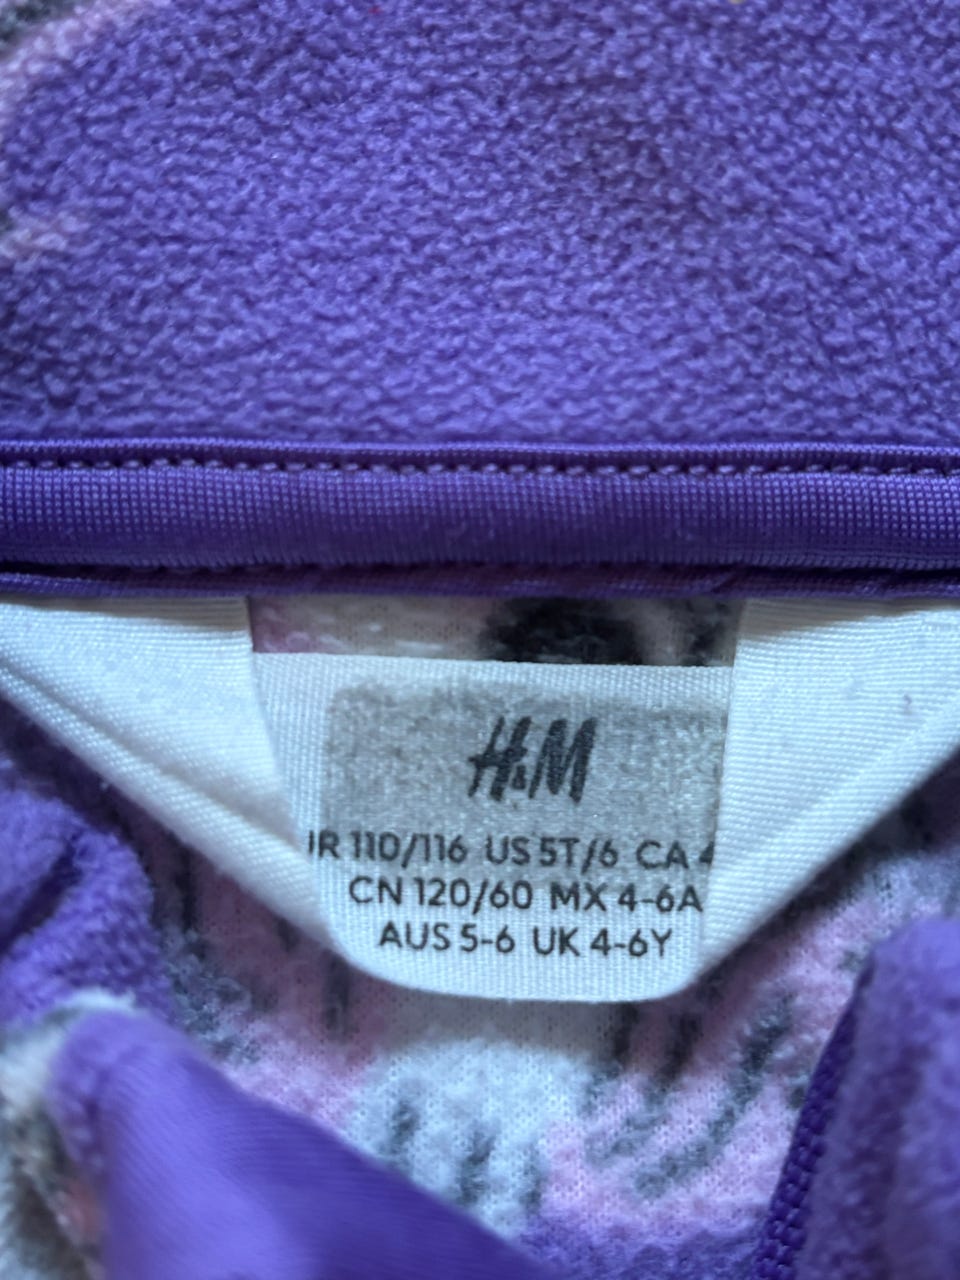 H&M
110/116 US 5T/6 CA
CN 120/60 MX 4-6A
AUS 5-6 UK 4-6Y